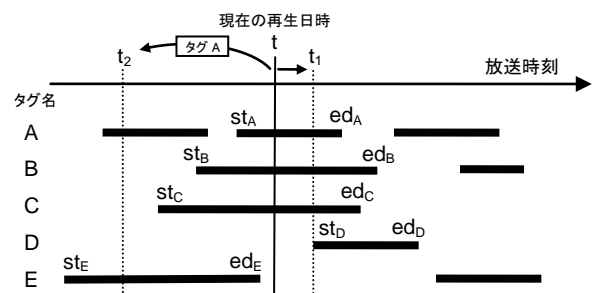 現在の再生日時
t₂ タグ A t t₁ 放送時刻
タグ名
A st_A ed_A
B st_B ed_B
C st_C ed_C
D st_D ed_D
E st_E ed_E